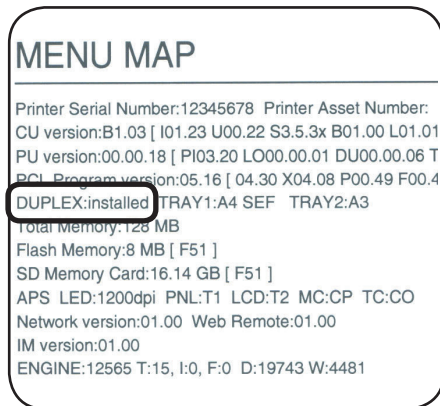 MENU MAP
Printer Serial Number:12345678 Printer Asset Number:
CU version:B1.03 [ I01.23 U00.22 S3.5.3x B01.00 L01.01
PU version:00.00.18 [ PI03.20 LO00.00.01 DU00.00.06 T
PCL Program version:05.16 [ 04.30 X04.08 P00.49 F00.4
DUPLEX:installed TRAY1:A4 SEF TRAY2:A3
Total Memory:128 MB
Flash Memory:8 MB [ F51 ]
SD Memory Card:16.14 GB [ F51 ]
APS LED:1200dpi PNL:T1 LCD:T2 MC:CP TC:CO
Network version:01.00 Web Remote:01.00
IM version:01.00
ENGINE:12565 T:15, I:0, F:0 D:19743 W:4481